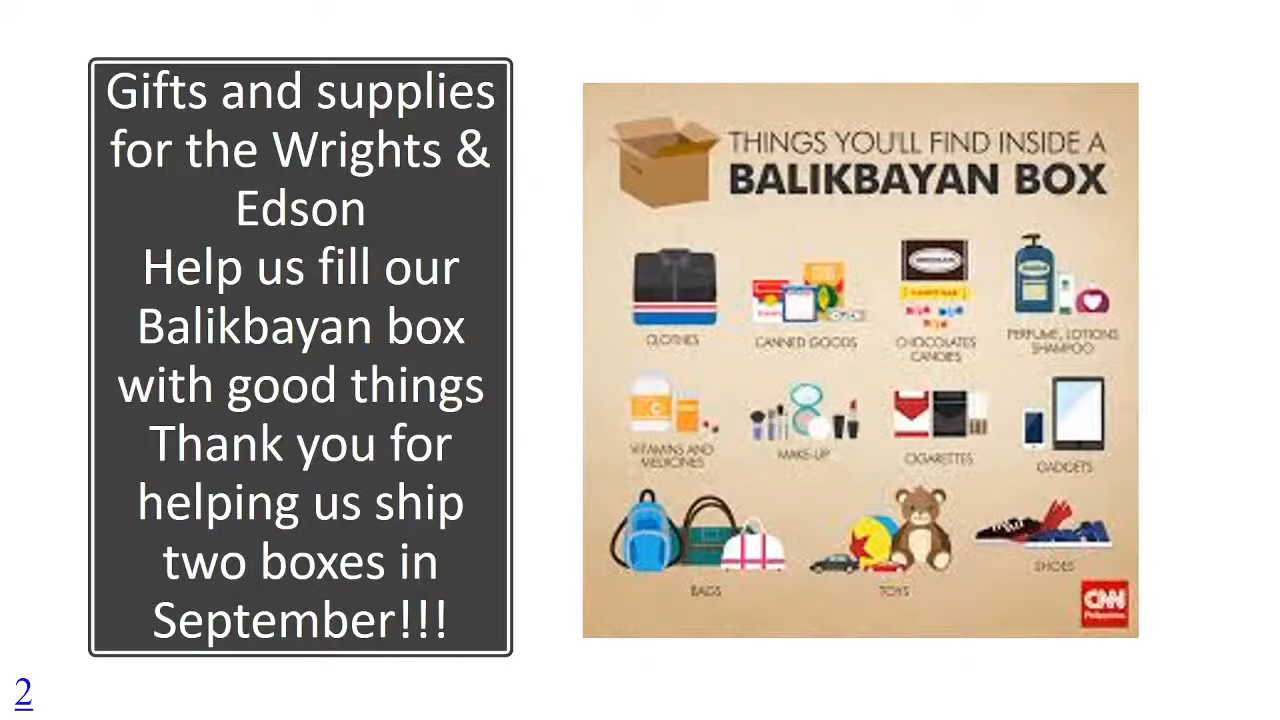 Gifts and supplies
for the Wrights &
Edson
Help us fill our
Balikbayan box
with good things
Thank you for
helping us ship
two boxes in
September!!!
THINGS YOU'LL FIND INSIDE A
BALIKBAYAN BOX
CLOTHES
CANNED GOODS
CHOCOLATES
CANDIES
PERFUME, LOTIONS
SHAMPOO
VITAMINS AND
MEDICINES
MAKE-UP
CIGARETTES
GADGETS
BAGS
TOYS
SHOES
CNN
Philippines
2